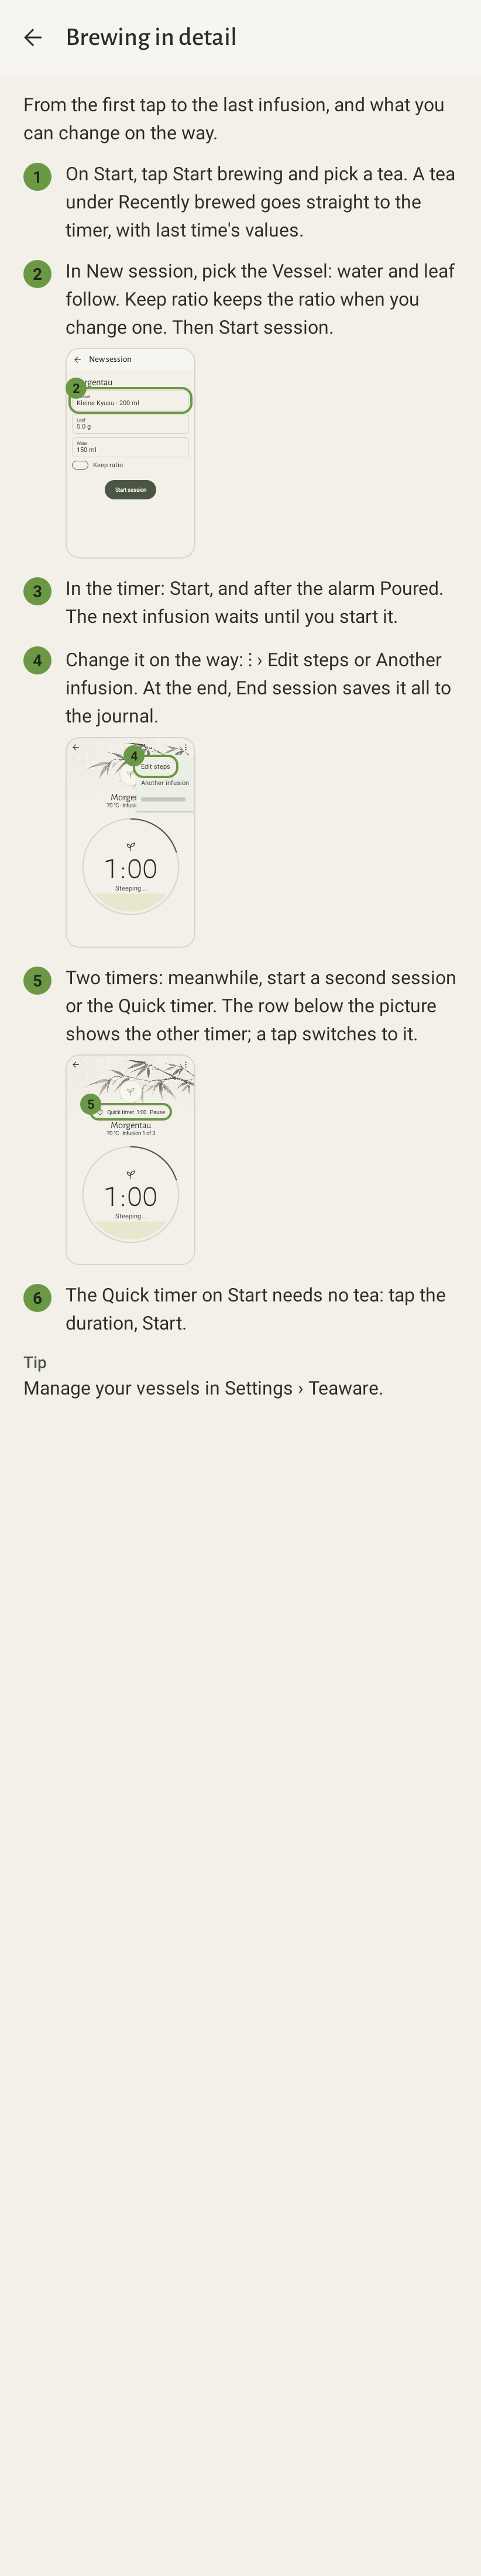 Brewing in detail
From the first tap to the last infusion, and what you
can change on the way.
1
On Start, tap Start brewing and pick a tea. A tea
under Recently brewed goes straight to the
timer, with last time's values.
2
In New session, pick the Vessel: water and leaf
follow. Keep ratio keeps the ratio when you
change one. Then Start session.
New session
2
Kleine Kyusu · 200 ml
Leaf
5.0 g
Water
150 ml
Keep ratio
Start session
3
In the timer: Start, and after the alarm Poured.
The next infusion waits until you start it.
4
Change it on the way: ⋮ › Edit steps or Another
infusion. At the end, End session saves it all to
the journal.
4
Edit steps
Another infusion
70 °C
1:00
Steeping ...
5
Two timers: meanwhile, start a second session
or the Quick timer. The row below the picture
shows the other timer; a tap switches to it.
5
Quick timer 1:00 Pause
Morgentau
70 °C · Infusion 1 of 3
1:00
Steeping ...
6
The Quick timer on Start needs no tea: tap the
duration, Start.
Tip
Manage your vessels in Settings › Teaware.